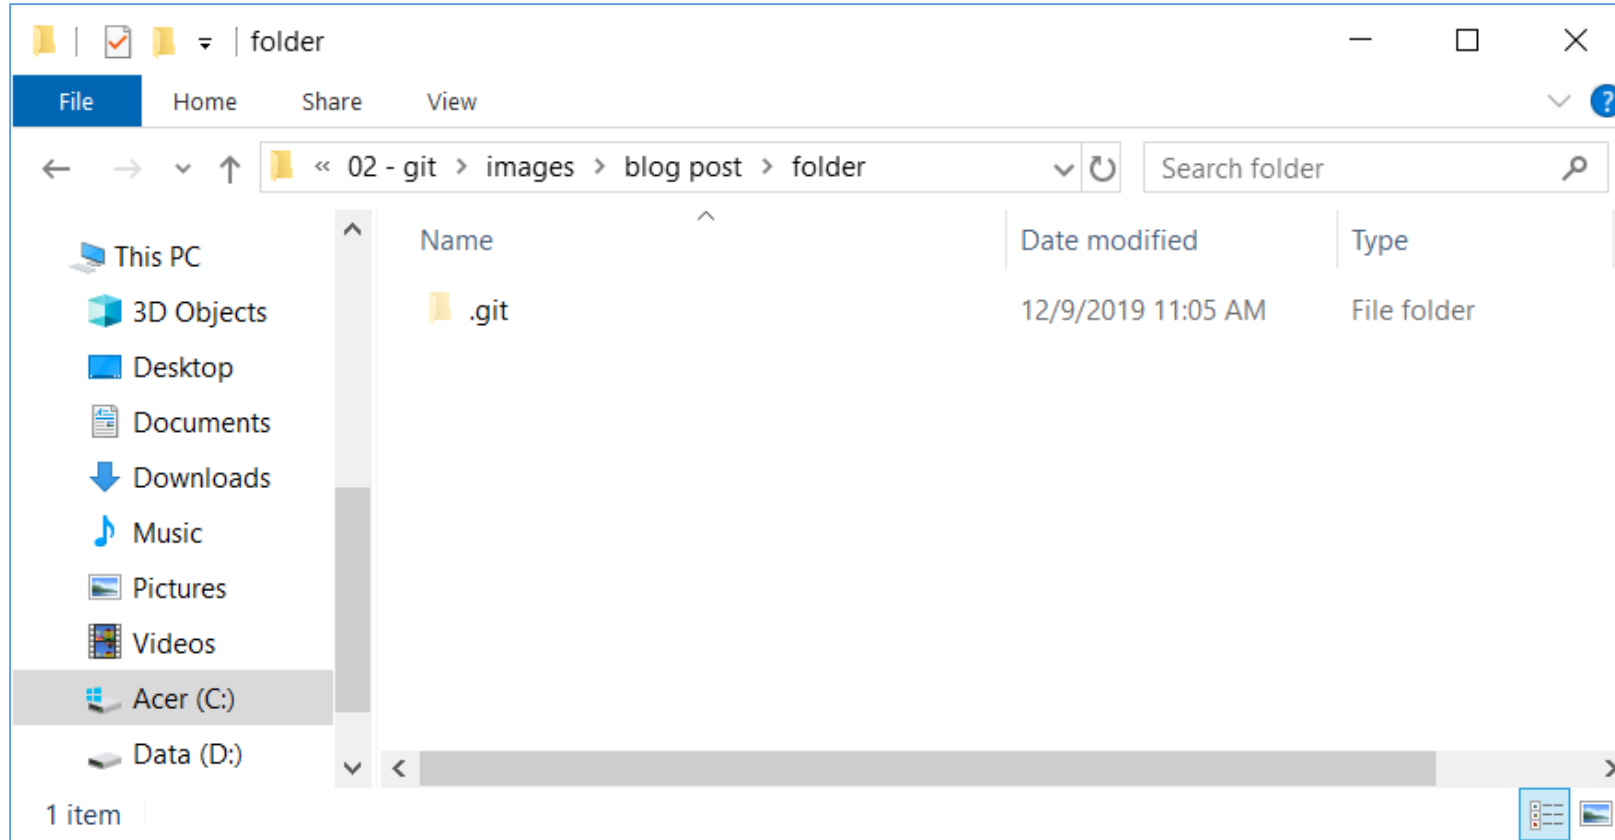 folder
File Home Share View
« 02 - git > images > blog post > folder Search folder
Name Date modified Type
This PC
.git 12/9/2019 11:05 AM File folder
3D Objects
Desktop
Documents
Downloads
Music
Pictures
Videos
Acer (C:)
Data (D:)
1 item